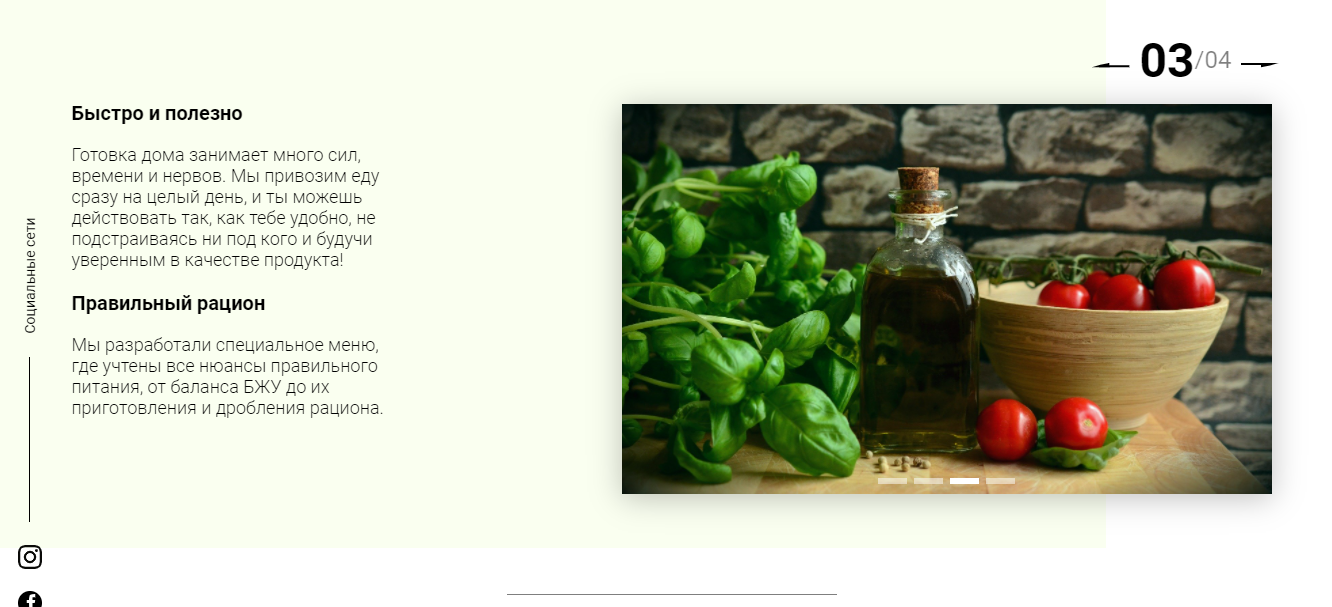 03/04
Быстро и полезно
Готовка дома занимает много сил,
времени и нервов. Мы привозим еду
сразу на целый день, и ты можешь
действовать так, как тебе удобно, не
подстраиваясь ни под кого и будучи
уверенным в качестве продукта!
Правильный рацион
Мы разработали специальное меню,
где учтены все нюансы правильного
питания, от баланса БЖУ до их
приготовления и дробления рациона.
Социальные сети